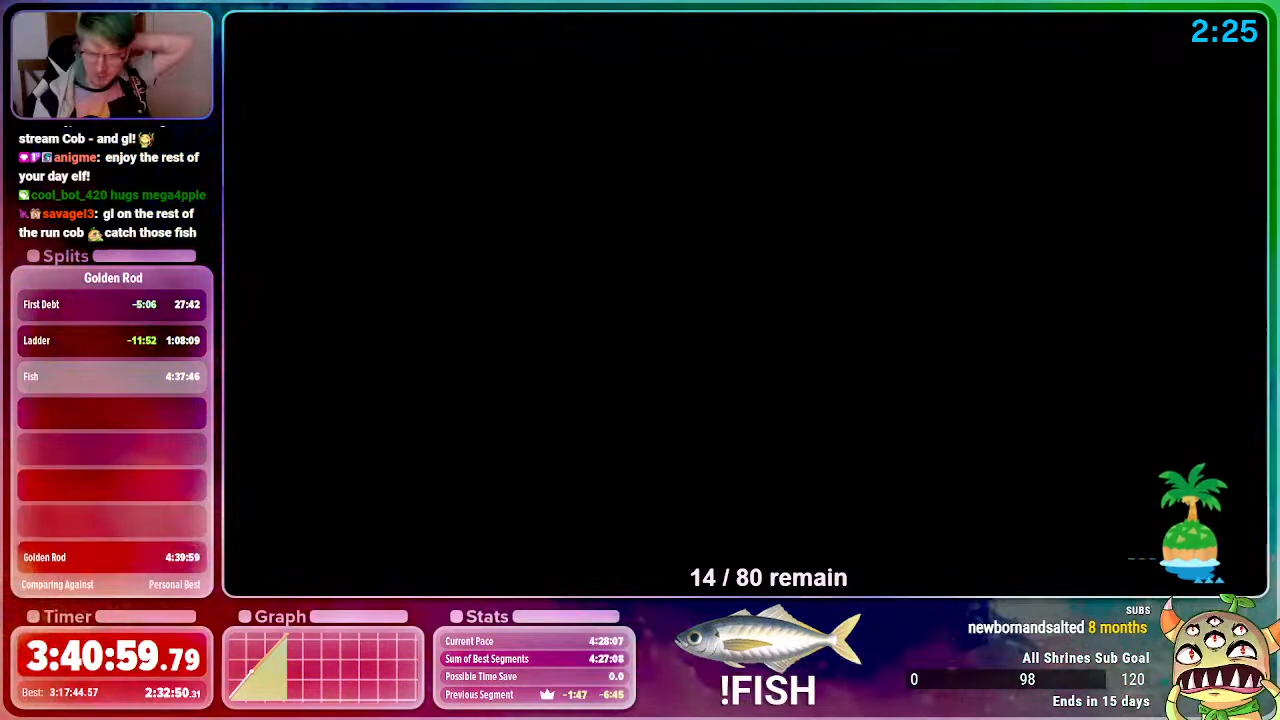 2:25
stream Cob - and gl!
anigme: enjoy the rest of
your day elf!
cool_bot_420 hugs mega4pple
savagel3: gl on the rest of
the run cob catch those fish
Splits
Golden Rod
First Debt -5:06 27:42
Ladder -11:52 1:08:09
Fish 4:37:46
Golden Rod 4:39:59
Comparing Against Personal Best
14 / 80 remain
Timer
3:40:59.79
Best: 3:17:44.57 2:32:50.31
Graph
Stats
Current Pace 4:28:07
Sum of Best Segments 4:27:08
Possible Time Save 0.0
Previous Segment -1:47 -6:45
!FISH
SUBS
newbornandsalted 8 months
All Shrines Sub Goal
0 98 120
Ends in 15 days